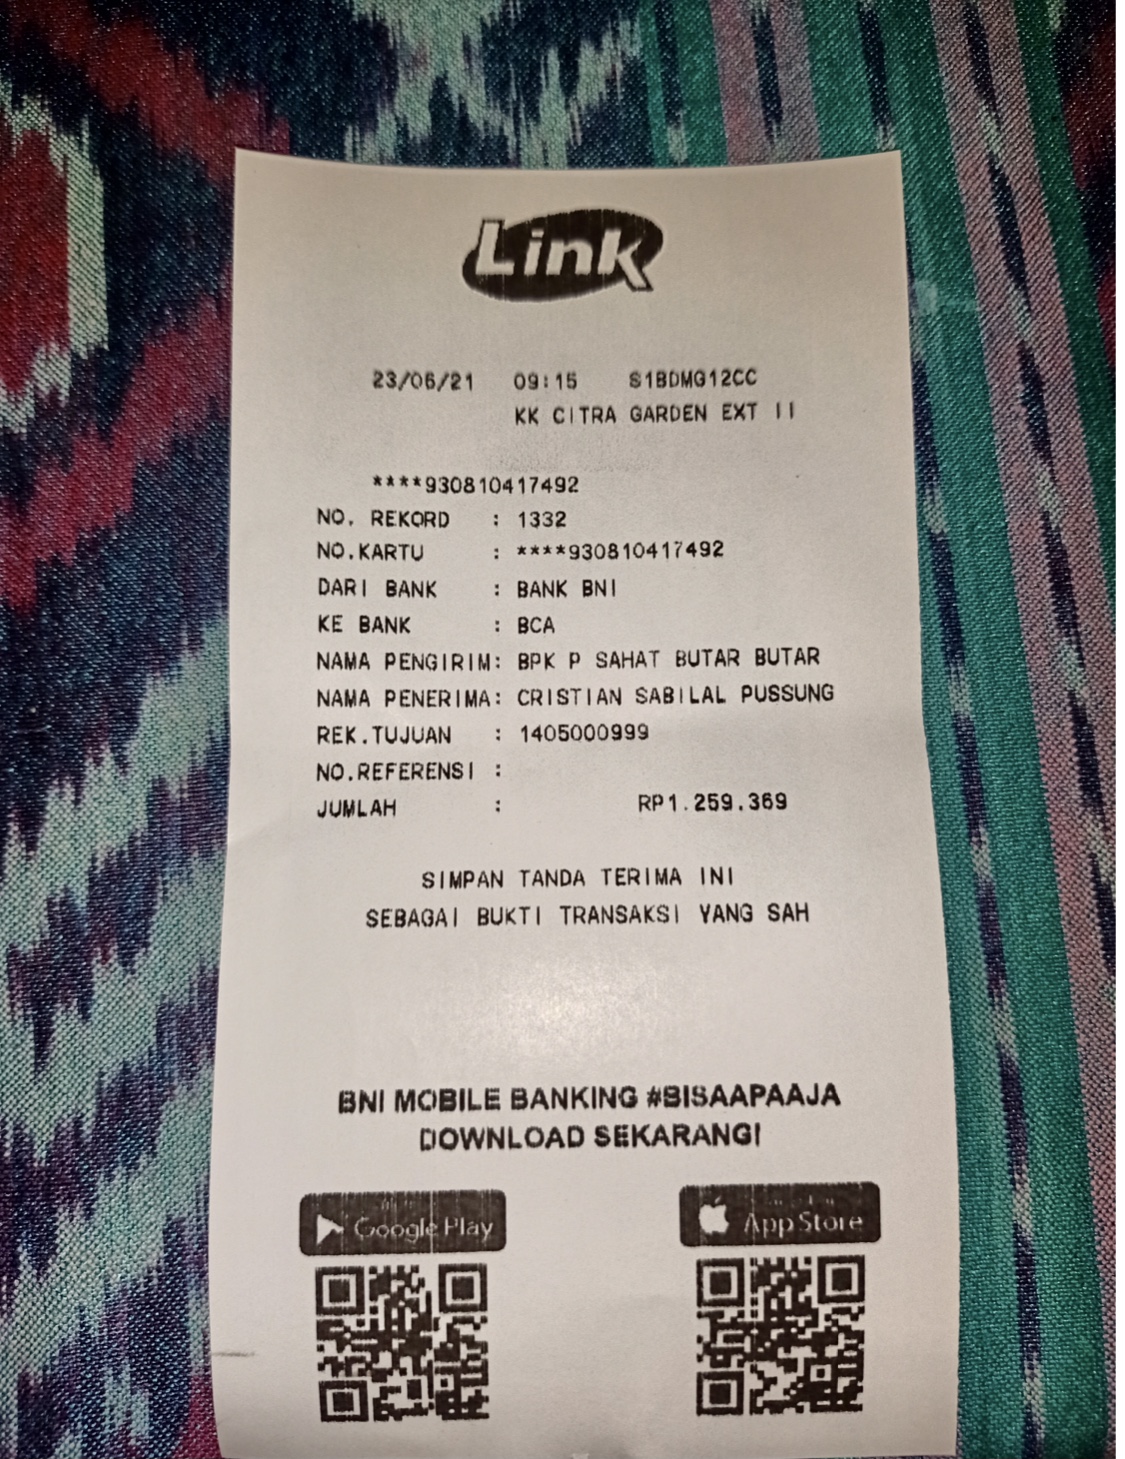 Link
23/06/21 09:15 S1BDMG12CC
KK CITRA GARDEN EXT II
****930810417492
NO. REKORD : 1332
NO.KARTU : ****930810417492
DARI BANK : BANK BNI
KE BANK : BCA
NAMA PENGIRIM: BPK P SAHAT BUTAR BUTAR
NAMA PENERIMA: CRISTIAN SABILAL PUSSUNG
REK.TUJUAN : 1405000999
NO.REFERENSI :
JUMLAH : RP1.259.369
SIMPAN TANDA TERIMA INI
SEBAGAI BUKTI TRANSAKSI YANG SAH
BNI MOBILE BANKING #BISAAPAAJA
DOWNLOAD SEKARANG!
Google Play
App Store